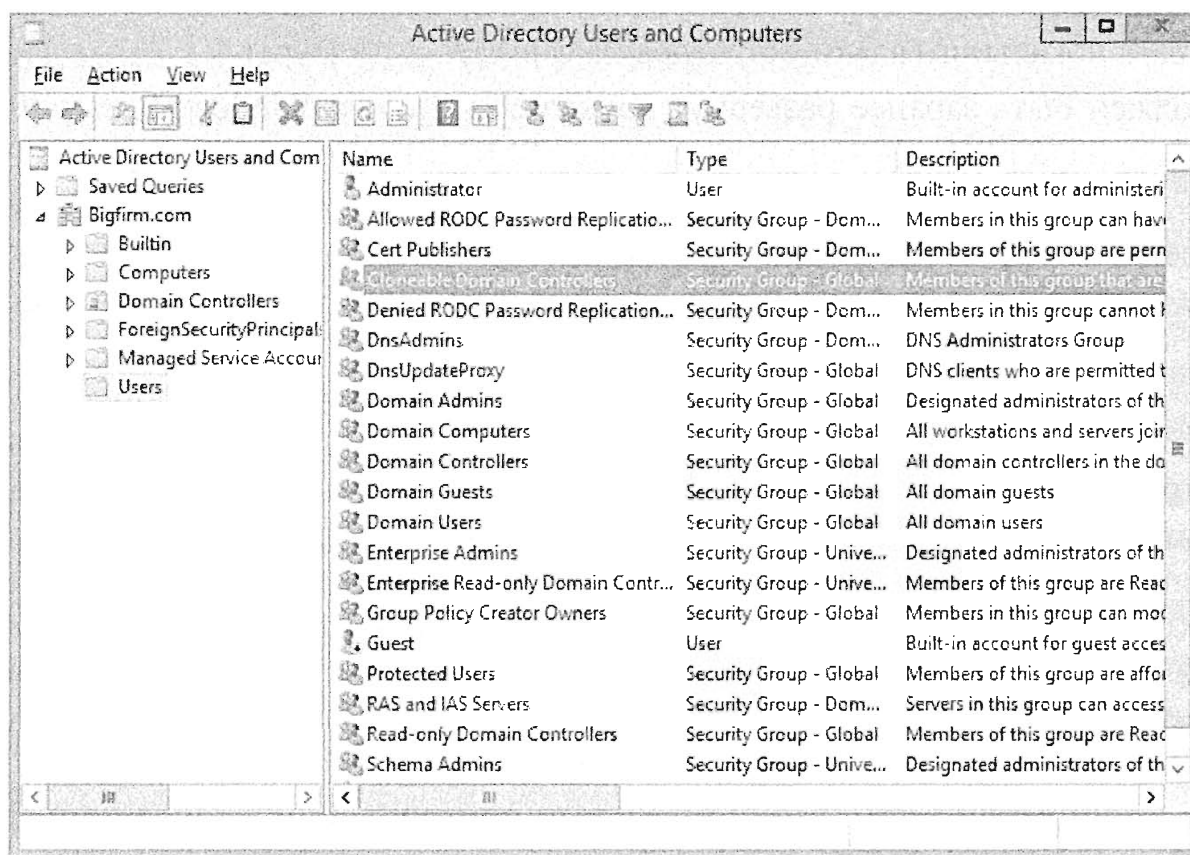 Active Directory Users and Computers
File Action View Help
Active Directory Users and Com
Saved Queries
Bigfirm.com
Builtin
Computers
Domain Controllers
ForeignSecurityPrincipals
Managed Service Accour
Users
Name Type Description
Administrator User Built-in account for administeri
Allowed RODC Password Replicatio... Security Group - Dom... Members in this group can hav
Cert Publishers Security Group - Dom... Members of this group are perm
Cloneable Domain Controllers Security Group - Global Members of this group that are
Denied RODC Password Replication... Security Group - Dom... Members in this group cannot
DnsAdmins Security Group - Dom... DNS Administrators Group
DnsUpdateProxy Security Group - Global DNS clients who are permitted t
Domain Admins Security Group - Global Designated administrators of th
Domain Computers Security Group - Global All workstations and servers join
Domain Controllers Security Group - Global All domain controllers in the do
Domain Guests Security Group - Global All domain guests
Domain Users Security Group - Global All domain users
Enterprise Admins Security Group - Unive... Designated administrators of th
Enterprise Read-only Domain Contr... Security Group - Unive... Members of this group are Read
Group Policy Creator Owners Security Group - Global Members in this group can mod
Guest User Built-in account for guest acces
Protected Users Security Group - Global Members of this group are affor
RAS and IAS Servers Security Group - Dom... Servers in this group can access
Read-only Domain Controllers Security Group - Global Members of this group are Read
Schema Admins Security Group - Unive... Designated administrators of th